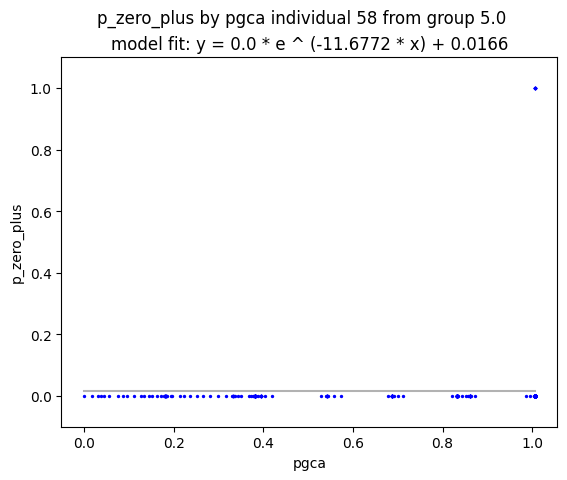 p_zero_plus by pgca individual 58 from group 5.0
model fit: y = 0.0 * e ^ (-11.6772 * x) + 0.0166
1.0
0.8
0.6
0.4
0.2
0.0
p_zero_plus
0.0 0.2 0.4 0.6 0.8 1.0
pgca